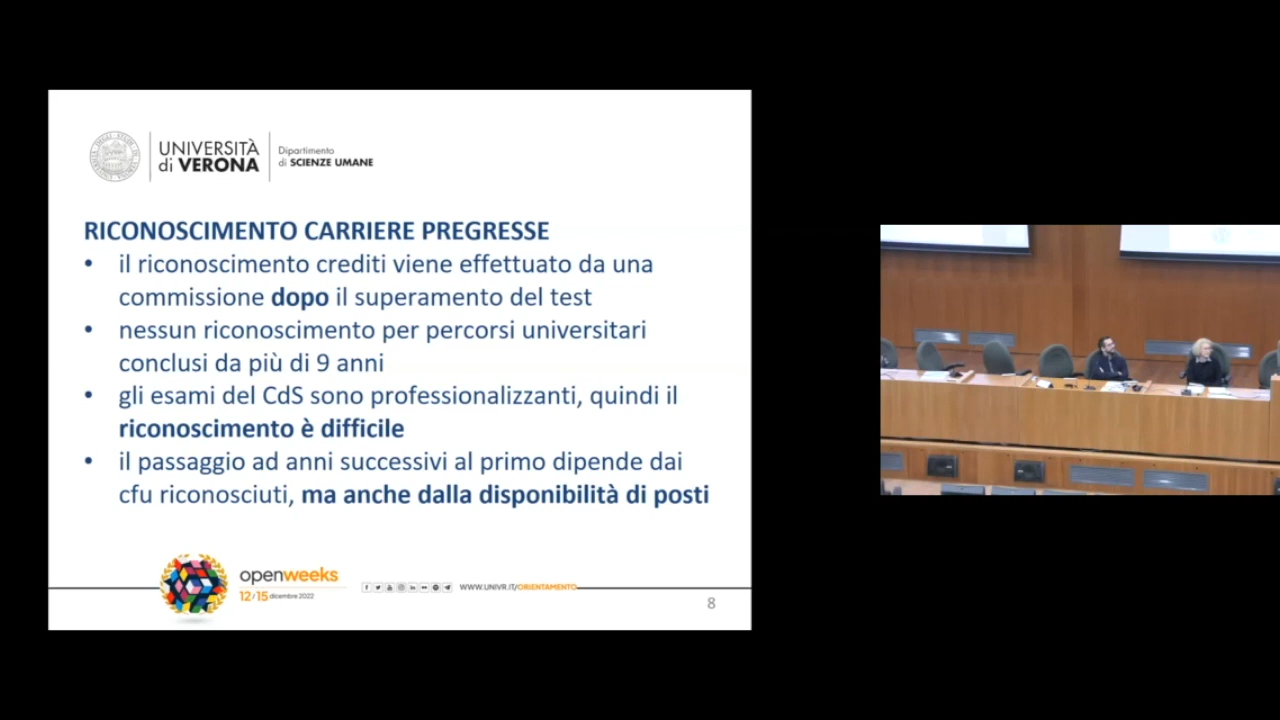 UNIVERSITÀ
di VERONA
Dipartimento
di SCIENZE UMANE
RICONOSCIMENTO CARRIERE PREGRESSE
• il riconoscimento crediti viene effettuato da una
commissione dopo il superamento del test
• nessun riconoscimento per percorsi universitari
conclusi da più di 9 anni
• gli esami del CdS sono professionalizzanti, quindi il
riconoscimento è difficile
• il passaggio ad anni successivi al primo dipende dai
cfu riconosciuti, ma anche dalla disponibilità di posti
openweeks
12/15 dicembre 2022
WWW.UNIVR.IT/ORIENTAMENTO
8